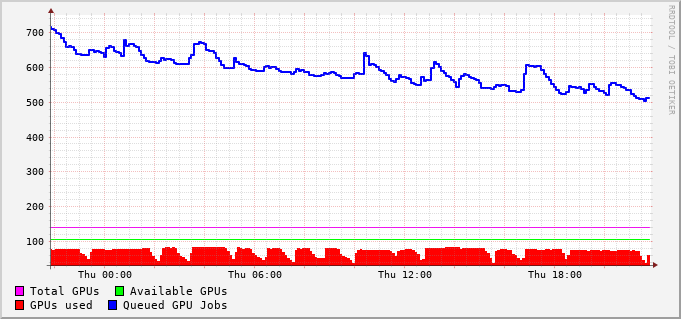 700
600
500
400
300
200
100
Thu 00:00 Thu 06:00 Thu 12:00 Thu 18:00
Total GPUs Available GPUs
GPUs used Queued GPU Jobs
RRDTOOL / TOBI OETIKER